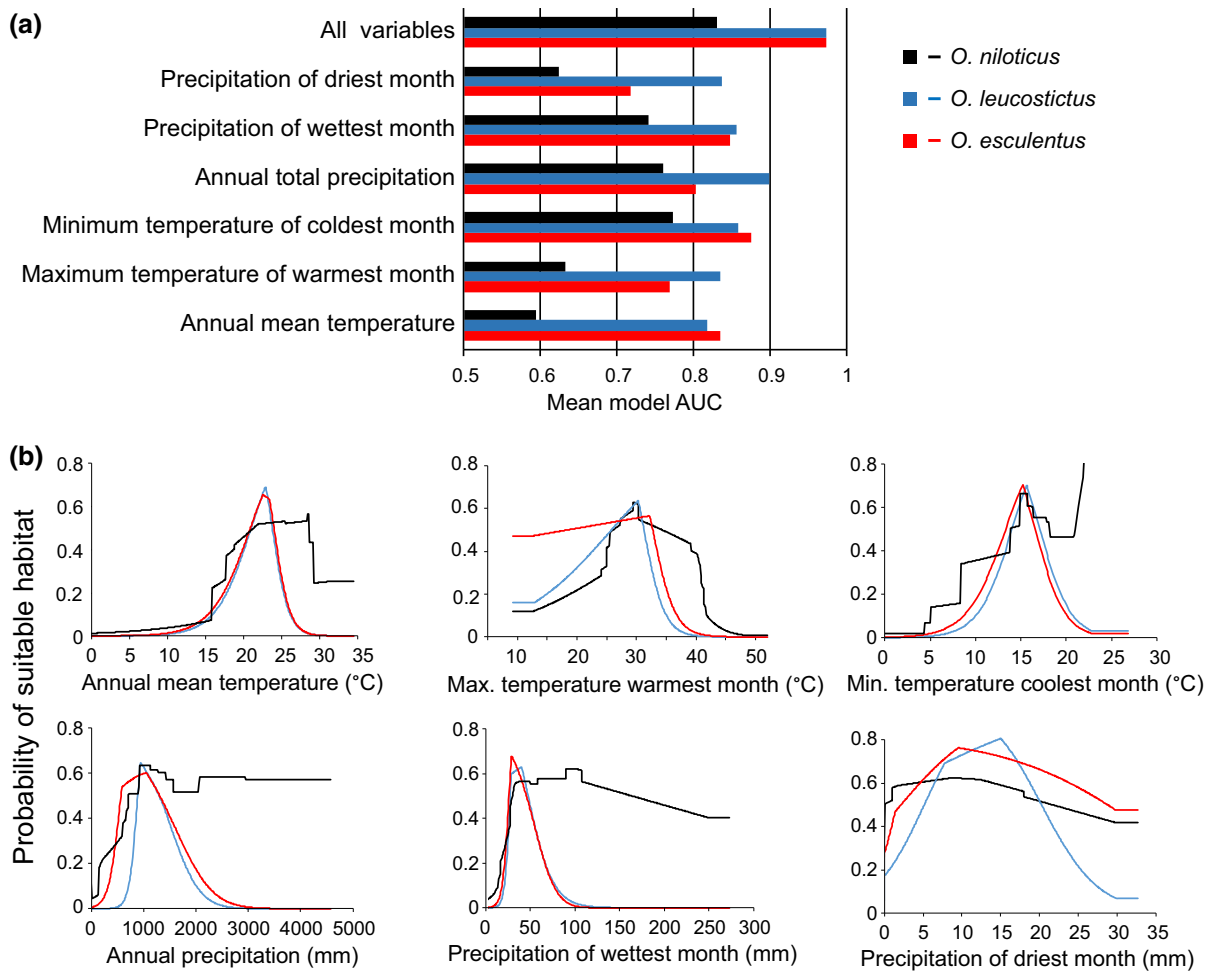 (a)
All variables
Precipitation of driest month
Precipitation of wettest month
Annual total precipitation
Minimum temperature of coldest month
Maximum temperature of warmest month
Annual mean temperature
0.5 0.6 0.7 0.8 0.9 1
Mean model AUC
O. niloticus
O. leucostictus
O. esculentus
(b)
Probability of suitable habitat
0.8
0.6
0.4
0.2
0
0 5 10 15 20 25 30 35
Annual mean temperature (°C)
0.8
0.6
0.4
0.2
0
10 20 30 40 50
Max. temperature warmest month (°C)
0.8
0.6
0.4
0.2
0
0 5 10 15 20 25 30
Min. temperature coolest month (°C)
0.8
0.6
0.4
0.2
0
0 1000 2000 3000 4000 5000
Annual precipitation (mm)
0.8
0.6
0.4
0.2
0
0 50 100 150 200 250 300
Precipitation of wettest month (mm)
0.8
0.6
0.4
0.2
0
0 5 10 15 20 25 30 35
Precipitation of driest month (mm)